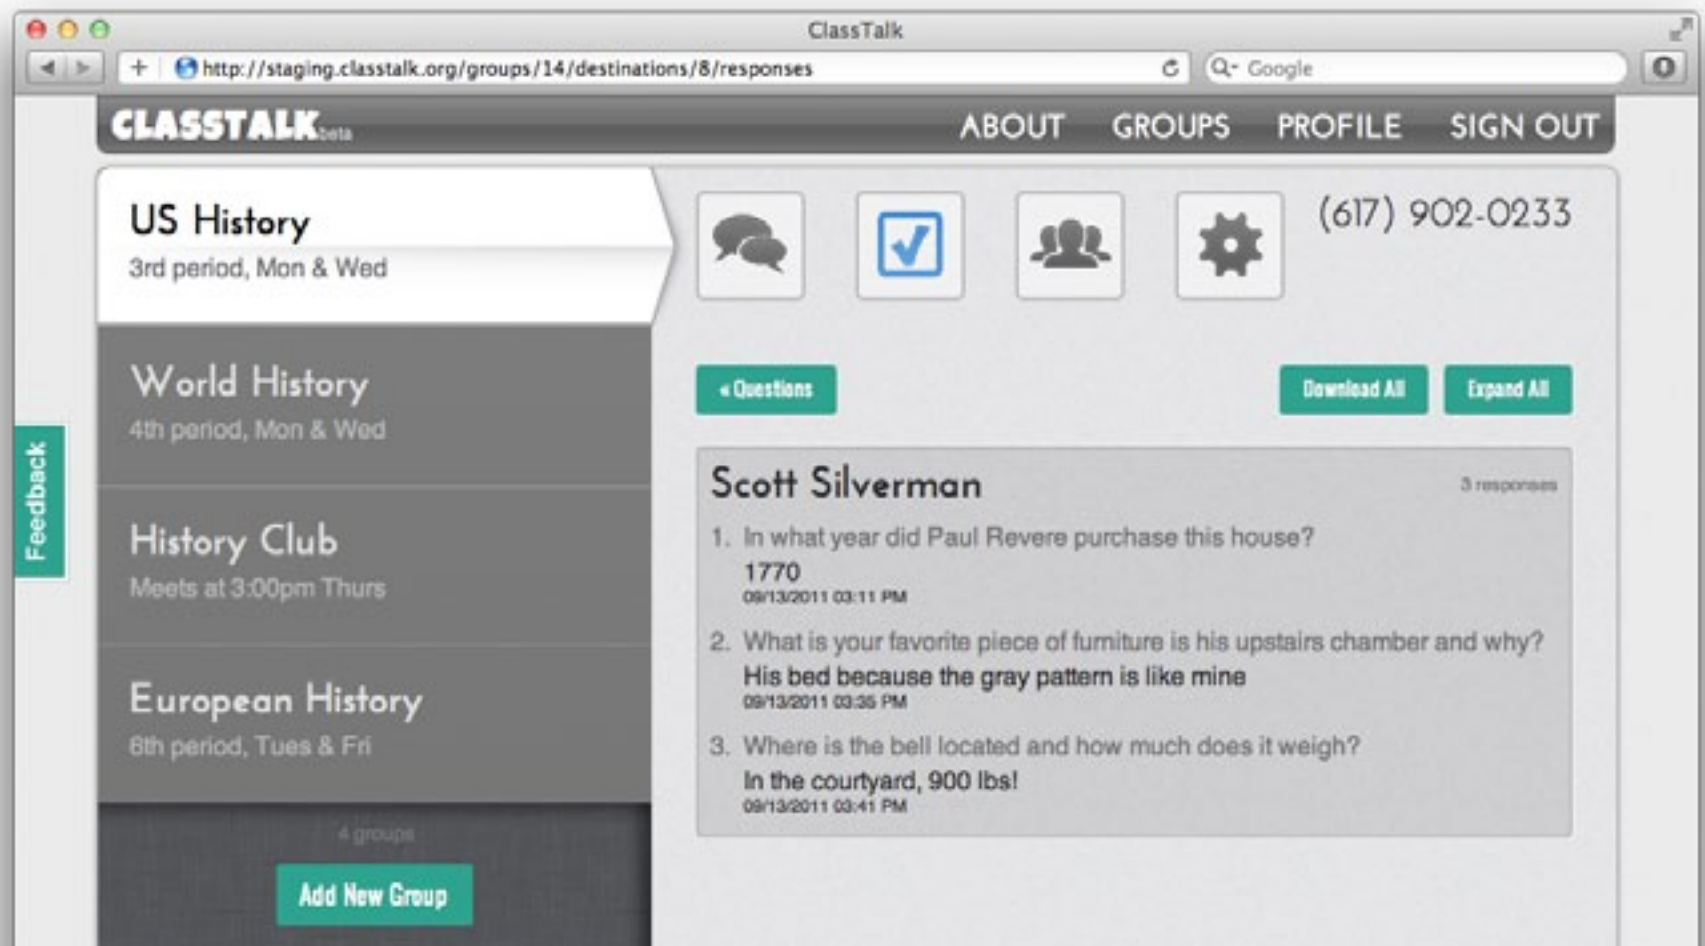 ClassTalk
http://staging.classtalk.org/groups/14/destinations/8/responses
Google
CLASSTALK beta
ABOUT GROUPS PROFILE SIGN OUT
US History
3rd period, Mon & Wed
(617) 902-0233
World History
4th period, Mon & Wed
History Club
Meets at 3:00pm Thurs
European History
6th period, Tues & Fri
4 groups
Add New Group
Feedback
« Questions
Download All
Expand All
Scott Silverman
3 responses
1. In what year did Paul Revere purchase this house?
1770
09/13/2011 03:11 PM
2. What is your favorite piece of furniture is his upstairs chamber and why?
His bed because the gray pattern is like mine
09/13/2011 03:35 PM
3. Where is the bell located and how much does it weigh?
In the courtyard, 900 lbs!
09/13/2011 03:41 PM